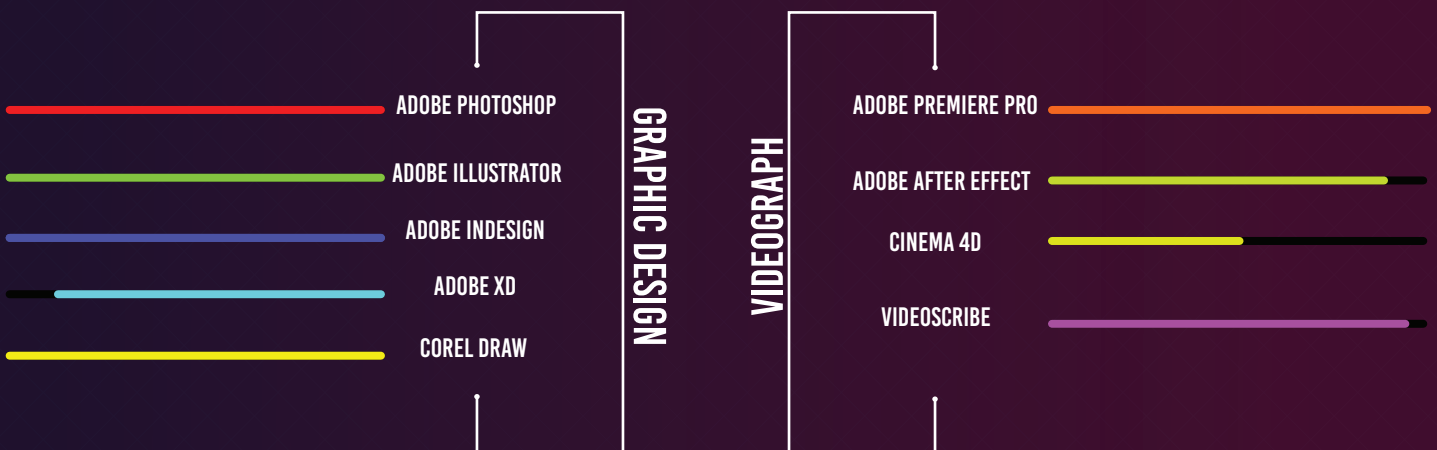 ADOBE PHOTOSHOP
ADOBE ILLUSTRATOR
ADOBE INDESIGN
ADOBE XD
COREL DRAW
GRAPHIC DESIGN
VIDEOGRAPH
ADOBE PREMIERE PRO
ADOBE AFTER EFFECT
CINEMA 4D
VIDEOSCRIBE